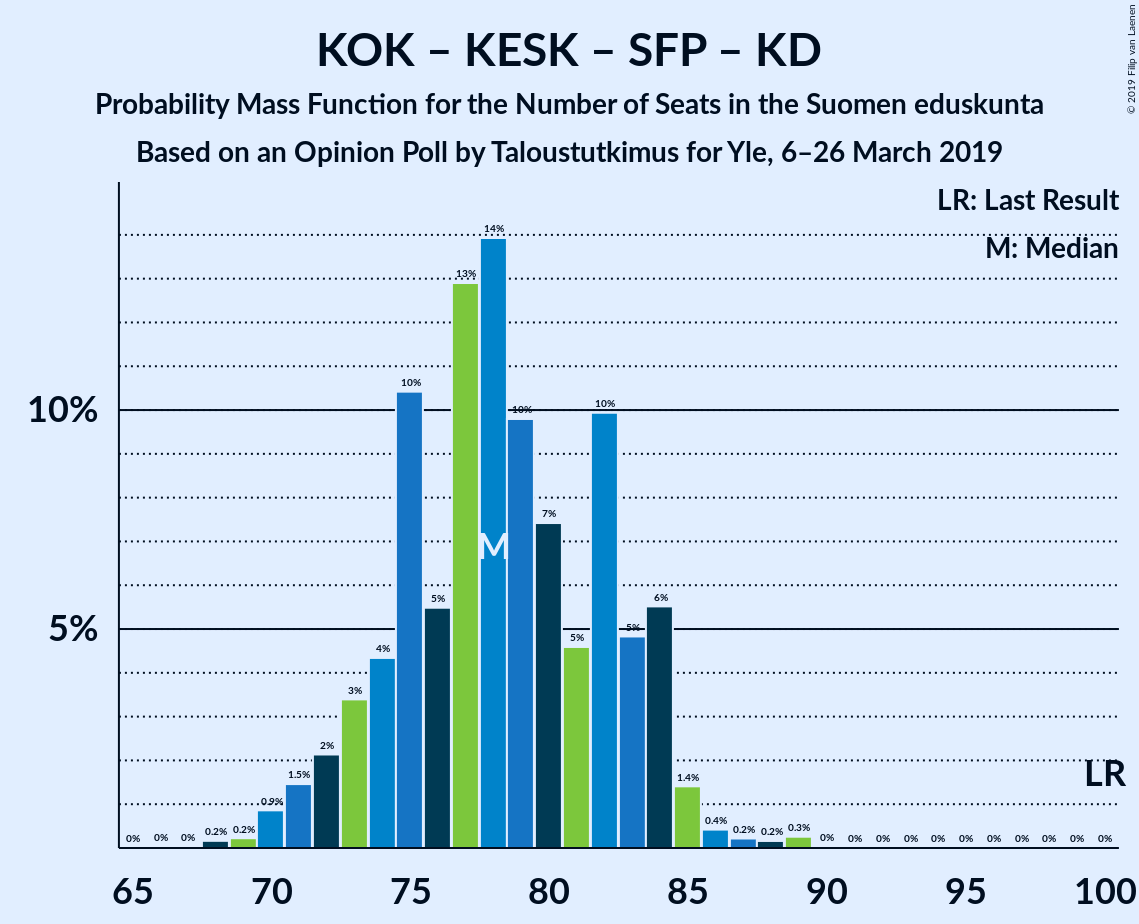 KOK – KESK – SFP – KD
Probability Mass Function for the Number of Seats in the Suomen eduskunta
Based on an Opinion Poll by Taloustutkimus for Yle, 6–26 March 2019
© 2019 Filip van Laenen
LR: Last Result
M: Median
10%
5%
0% 0% 0% 0.2% 0.2% 0.9% 1.5% 2% 3% 4% 10% 5% 13% 14% 10% 7% 5% 10% 5% 6% 1.4% 0.4% 0.2% 0.2% 0.3% 0% 0% 0% 0% 0% 0% 0% 0% 0% 0% 0%
M
LR
65 70 75 80 85 90 95 100